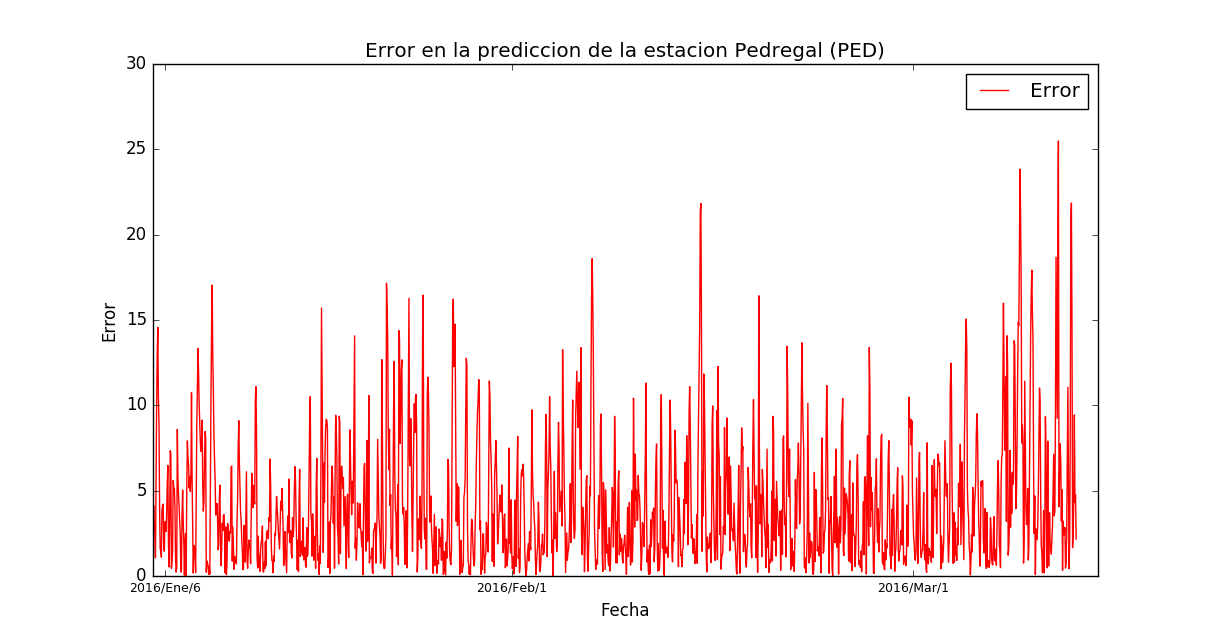 Error en la prediccion de la estacion Pedregal (PED)
30
25
20
15
10
5
0
Error
Error
2016/Ene/6
2016/Feb/1
2016/Mar/1
Fecha